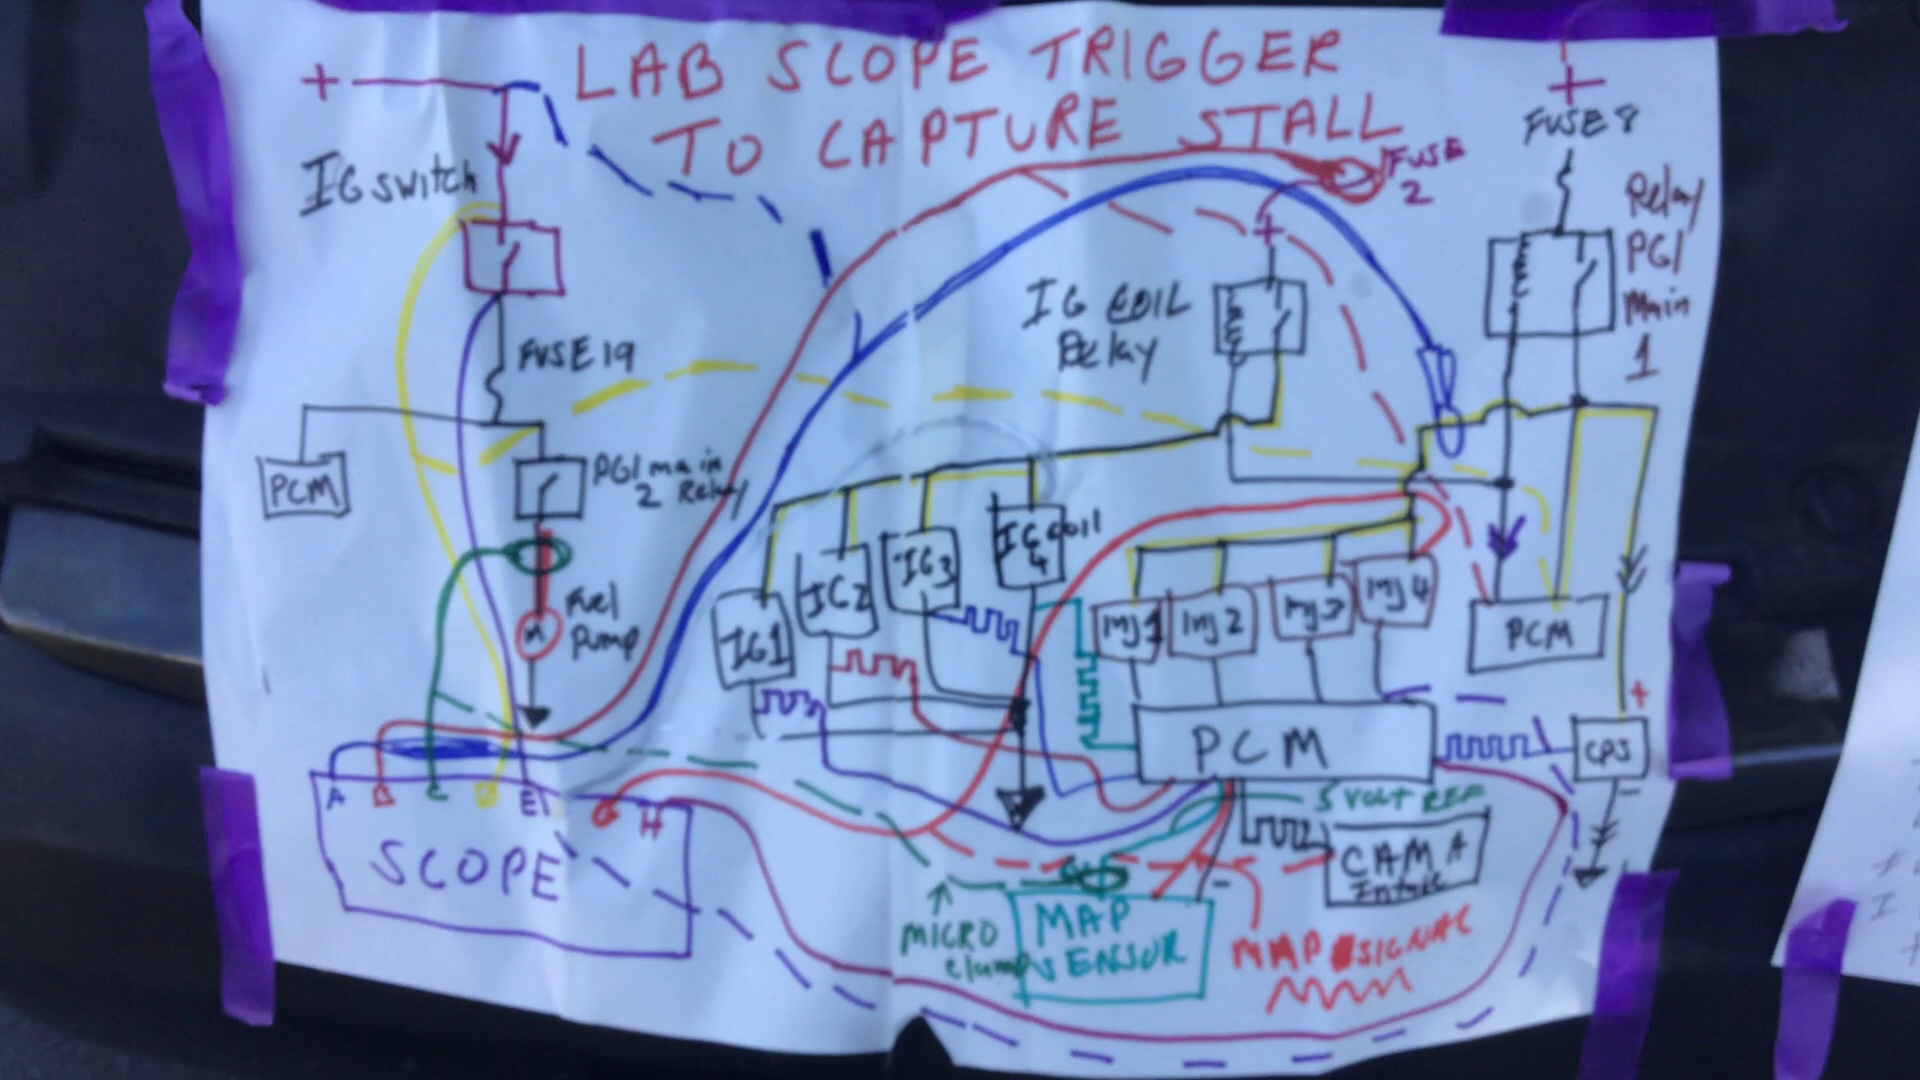 LAB SCOPE TRIGGER
TO CAPTURE STALL
+
IG switch
FUSE 19
PCM
PG1 main
2 Relay
Fuel
Pump
M
FUSE
2
+
IG COIL
Relay
+
FUSE 8
Relay
PG1
Main
1
IG1
IG2
IG3
IG coil
4
INJ 1
INJ 2
INJ 3
INJ 4
PCM
PCM
+
CPS
-
5 VOLT REF
CAM A
Intake
A
B
C
D
E
H
SCOPE
MICRO
clamp
MAP
SENSOR
-
MAP SIGNAL